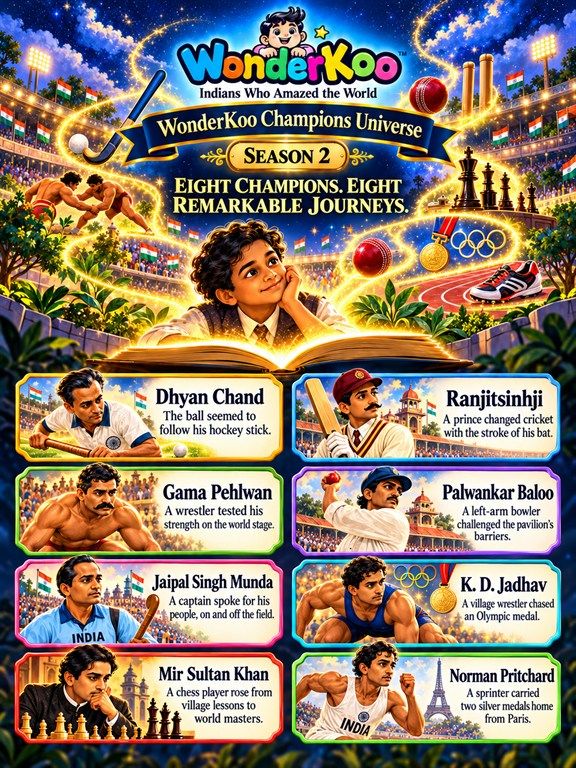 WonderKoo™
Indians Who Amazed the World
WonderKoo Champions Universe
Season 2
Eight Champions. Eight
Remarkable Journeys.
Dhyan Chand
The ball seemed to
follow his hockey stick.
Ranjitsinhji
A prince changed cricket
with the stroke of his bat.
Gama Pehlwan
A wrestler tested his
strength on the world stage.
Palwankar Baloo
A left-arm bowler
challenged the pavilion's
barriers.
Jaipal Singh Munda
A captain spoke for his
people, on and off the field.
INDIA
K. D. Jadhav
A village wrestler chased
an Olympic medal.
Mir Sultan Khan
A chess player rose from
village lessons to
world masters.
Norman Pritchard
A sprinter carried
two silver medals home
from Paris.
INDIA